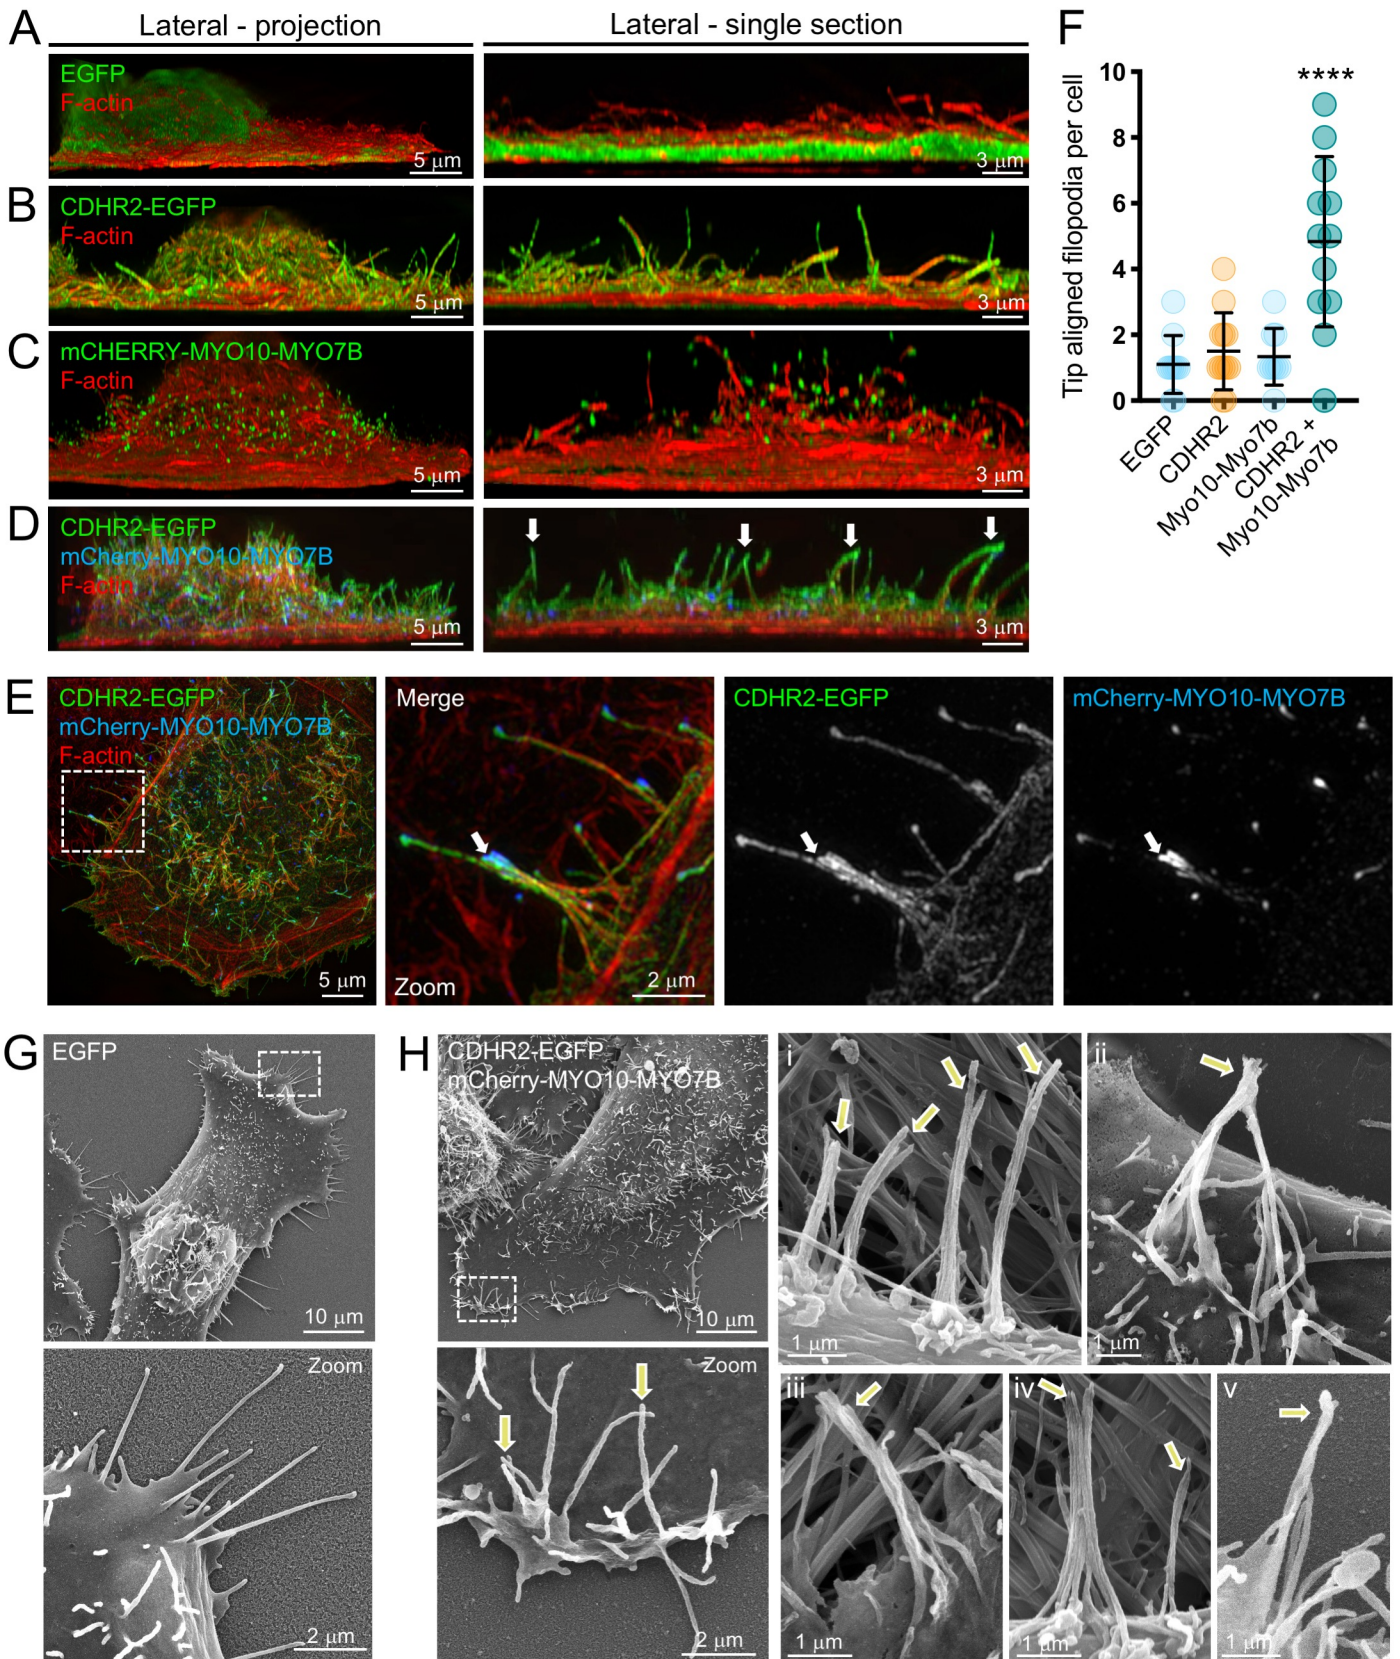 A
Lateral - projection
Lateral - single section
EGFP
F-actin
5 μm
3 μm
B
CDHR2-EGFP
F-actin
5 μm
3 μm
C
mCHERRY-MYO10-MYO7B
F-actin
5 μm
3 μm
D
CDHR2-EGFP
mCherry-MYO10-MYO7B
F-actin
5 μm
3 μm
E
CDHR2-EGFP
mCherry-MYO10-MYO7B
F-actin
5 μm
Merge
Zoom
2 μm
CDHR2-EGFP
mCherry-MYO10-MYO7B
F
Tip aligned filopodia per cell
10
8
6
4
2
0
****
EGFP
CDHR2
Myo10-Myo7b
CDHR2 +
Myo10-Myo7b
G
EGFP
10 μm
Zoom
2 μm
H
CDHR2-EGFP
mCherry-MYO10-MYO7B
10 μm
Zoom
2 μm
i
1 μm
ii
1 μm
iii
1 μm
iv
1 μm
v
1 μm